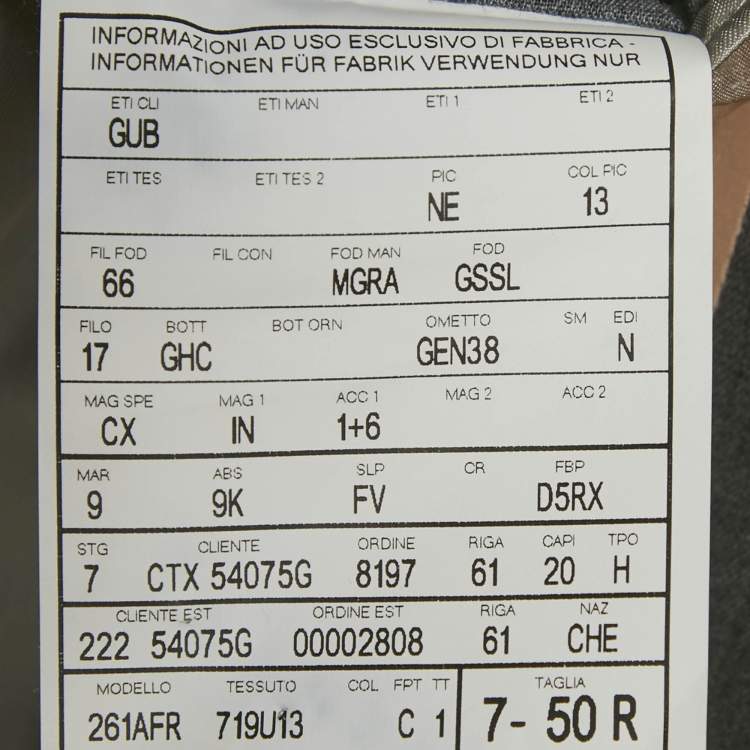 INFORMAZIONI AD USO ESCLUSIVO DI FABBRICA -
INFORMATIONEN FÜR FABRIK VERWENDUNG NUR
ETI CLI ETI MAN ETI 1 ETI 2
GUB
ETI TES ETI TES 2 PIC COL PIC
NE 13
FIL FOD FIL CON FOD MAN FOD
66 MGRA GSSL
FILO BOTT BOT ORN OMETTO SM EDI
17 GHC GEN38 N
MAG SPE MAG 1 ACC 1 MAG 2 ACC 2
CX IN 1+6
MAR ABS SLP CR FBP
9 9K FV D5RX
STG CLIENTE ORDINE RIGA CAPI TPO
7 CTX 54075G 8197 61 20 H
CLIENTE EST ORDINE EST RIGA NAZ
222 54075G 00002808 61 CHE
MODELLO TESSUTO COL FPT TT TAGLIA
261AFR 719U13 C 1 7- 50 R